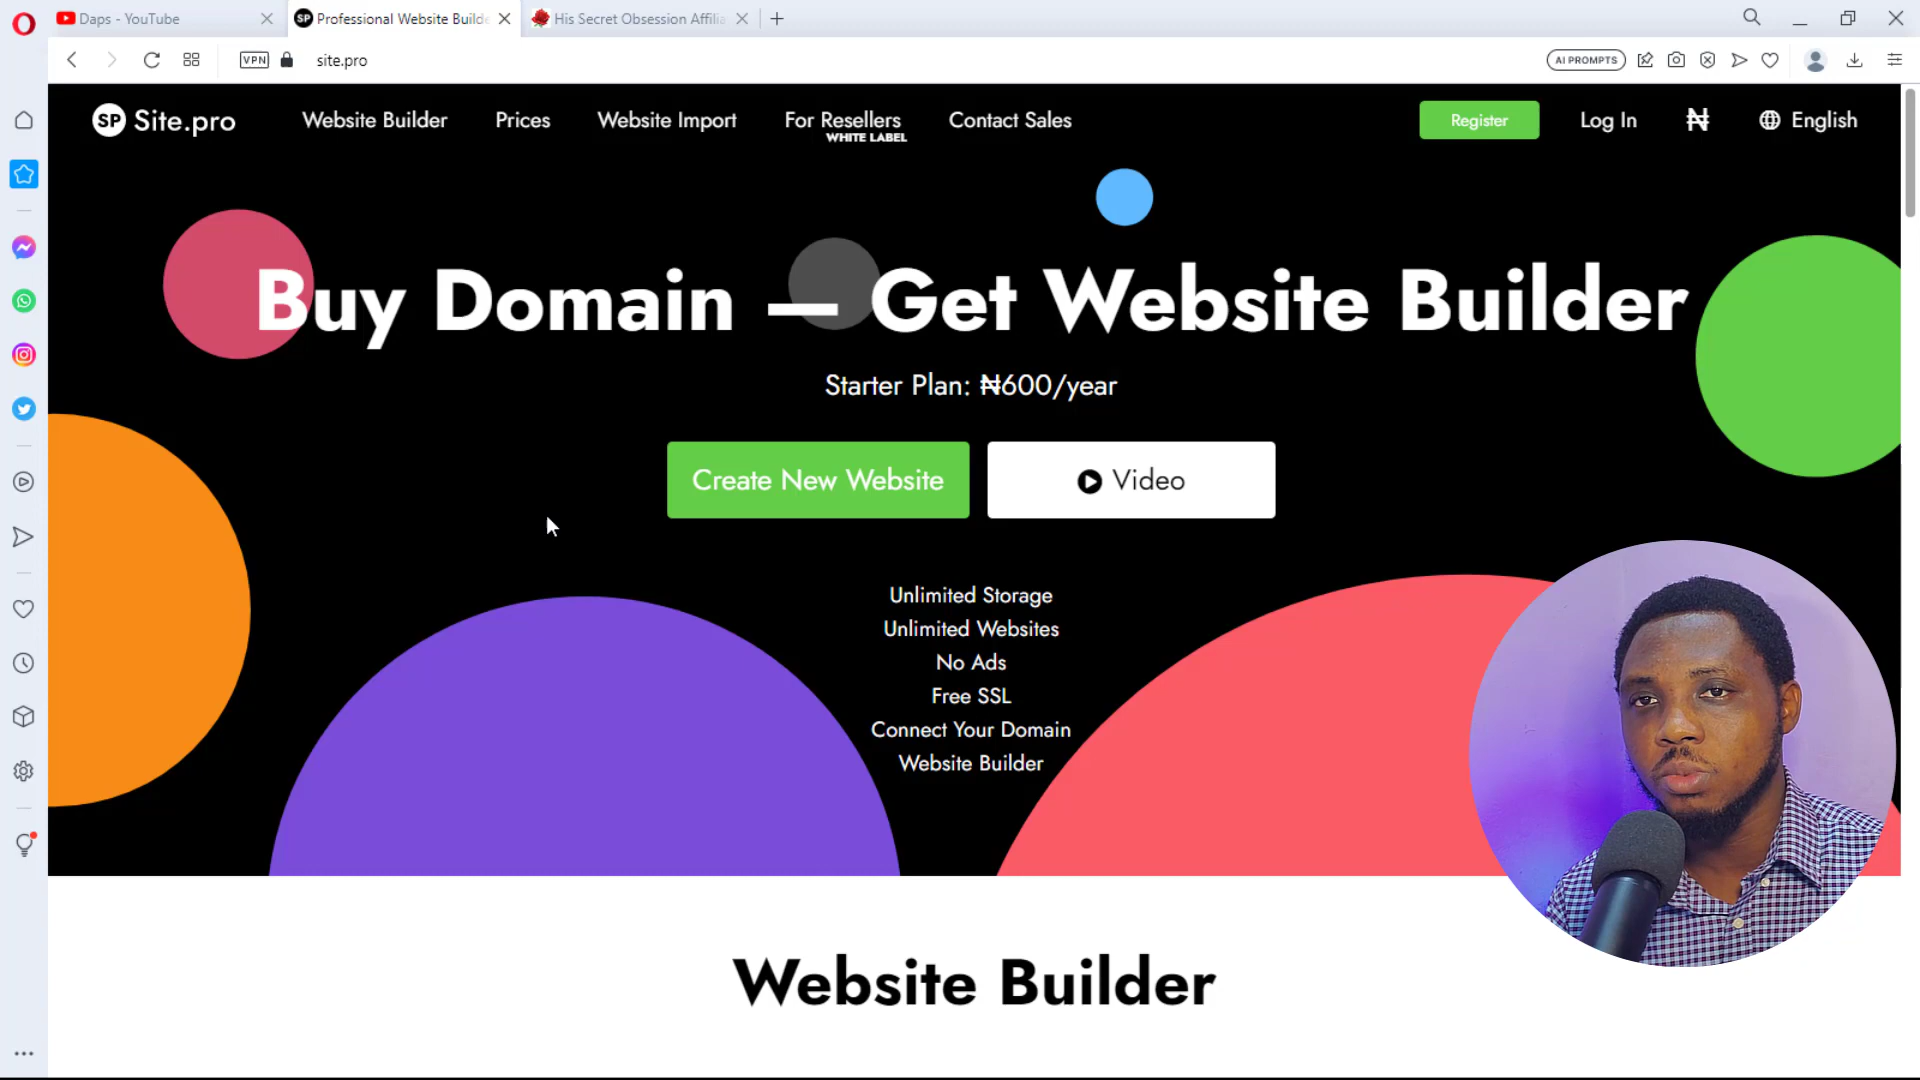 Daps - YouTube
Professional Website Builde
His Secret Obsession Affilia
VPN
site.pro
AI PROMPTS
SP Site.pro
Website Builder
Prices
Website Import
For Resellers
WHITE LABEL
Contact Sales
Register
Log In
₦
English
Buy Domain — Get Website Builder
Starter Plan: ₦600/year
Create New Website
Video
Unlimited Storage
Unlimited Websites
No Ads
Free SSL
Connect Your Domain
Website Builder
Website Builder